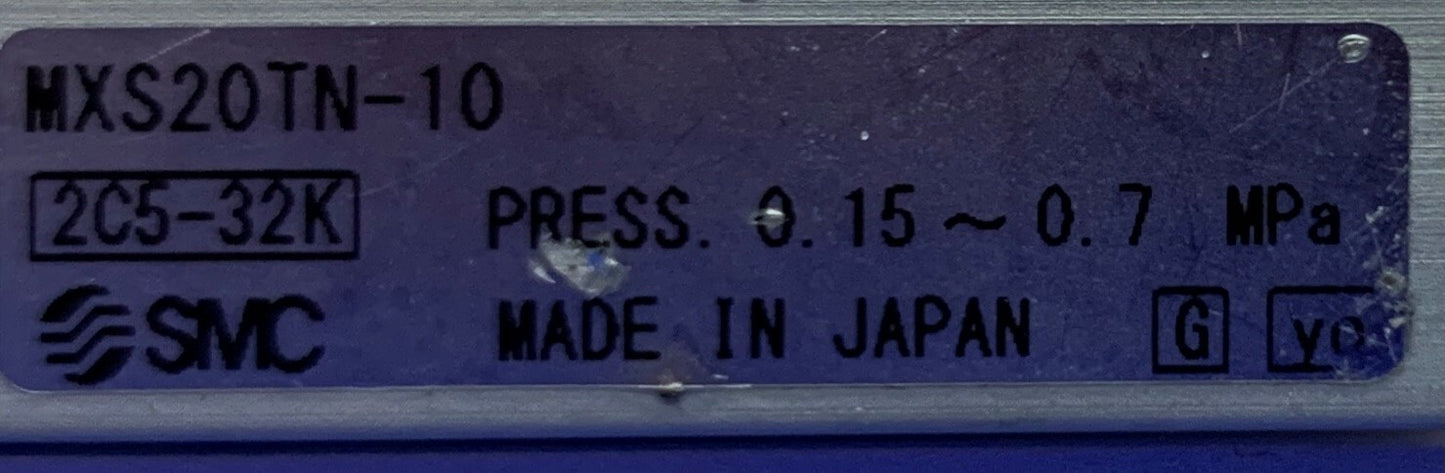 MXS20TN-10
2C5-32K PRESS. 0.15～0.7 MPa
SMC MADE IN JAPAN G